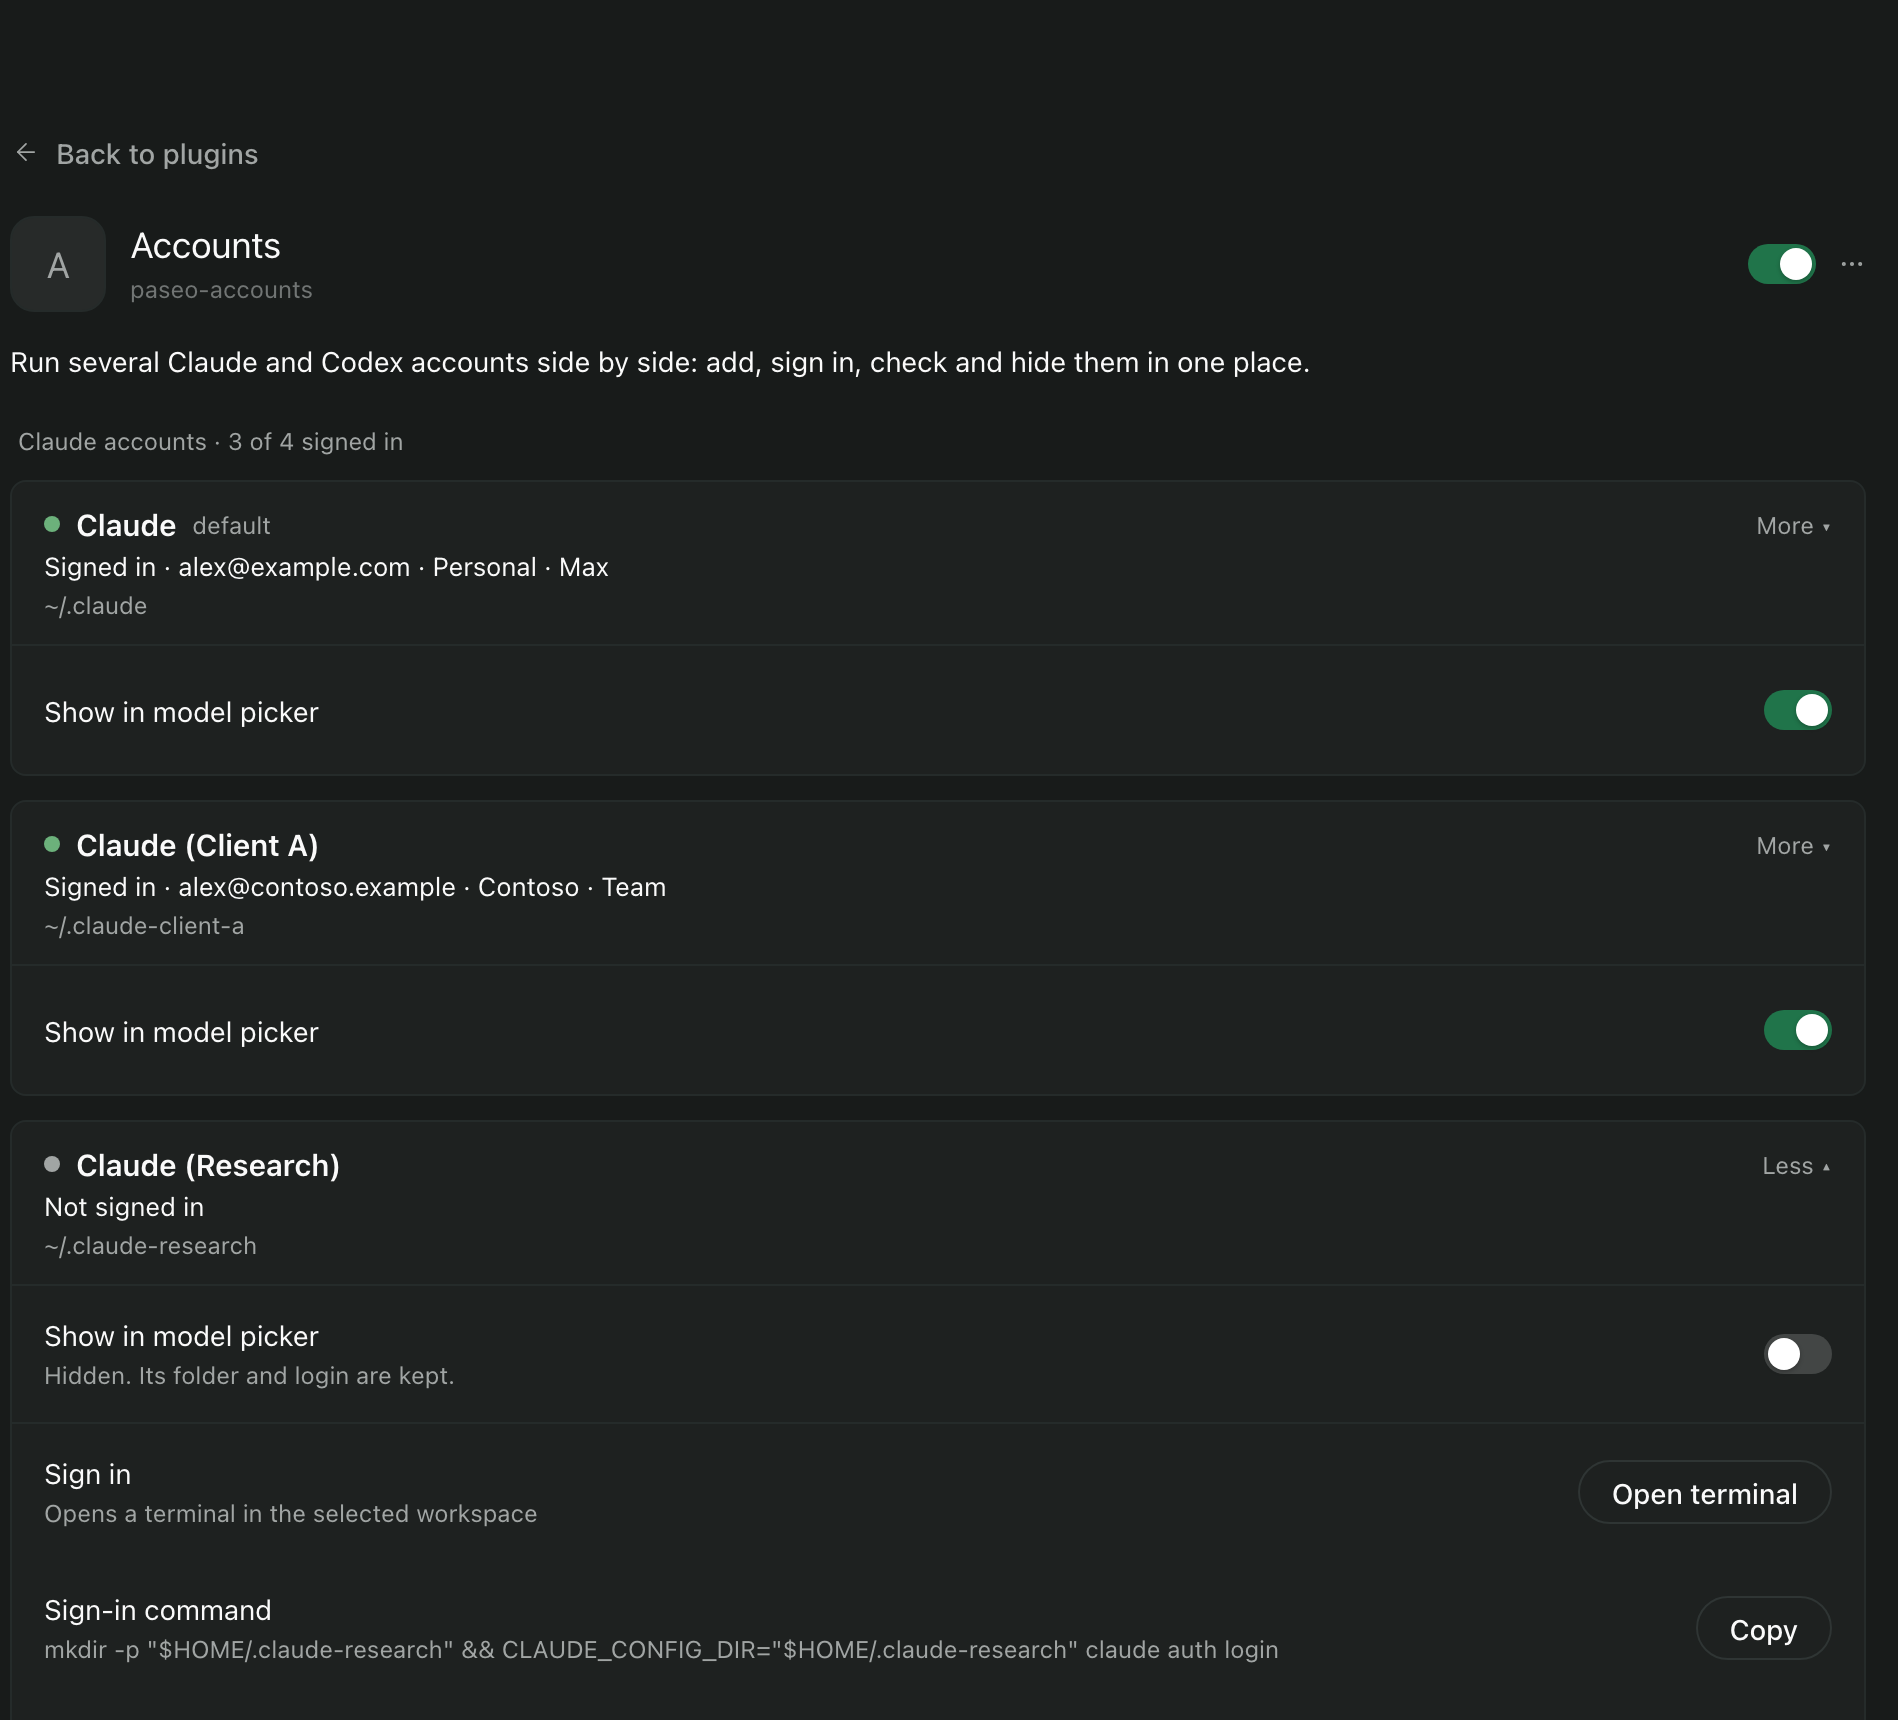 Back to plugins
A
Accounts
paseo-accounts
Run several Claude and Codex accounts side by side: add, sign in, check and hide them in one place.
Claude accounts · 3 of 4 signed in
Claude default
More
Signed in · alex@example.com · Personal · Max
~/.claude
Show in model picker
Claude (Client A)
More
Signed in · alex@contoso.example · Contoso · Team
~/.claude-client-a
Show in model picker
Claude (Research)
Less
Not signed in
~/.claude-research
Show in model picker
Hidden. Its folder and login are kept.
Sign in
Opens a terminal in the selected workspace
Open terminal
Sign-in command
mkdir -p "$HOME/.claude-research" && CLAUDE_CONFIG_DIR="$HOME/.claude-research" claude auth login
Copy